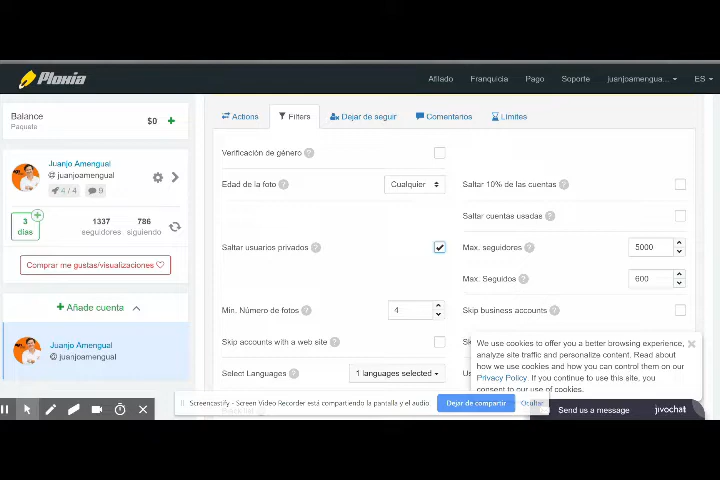 Ploxia
Afilado Franquicia Pago Soporte juanjoamengua... ES
Balance
Paquete
$0
Juanjo Amengual
@ juanjoamengual
4 / 4 9
3
días
1337
seguidores
786
siguiendo
Comprar me gustas/visualizaciones
Añade cuenta
Juanjo Amengual
@ juanjoamengual
Actions Filters Dejar de seguir Comentarios Límites
Verificación de género ?
Edad de la foto ? Cualquier
Saltar 10% de las cuentas ?
Saltar cuentas usadas ?
Saltar usuarios privados ?
Max. seguidores ? 5000
Max. Seguidos ? 600
Min. Número de fotos ? 4
Skip business accounts ?
Skip accounts with a web site ?
Select Languages ? 1 languages selected
We use cookies to offer you a better browsing experience,
analyze site traffic and personalize content. Read about
how we use cookies and how you can control them on our
Privacy Policy. If you continue to use this site, you
consent to our use of cookies.
Screencastify - Screen Video Recorder está compartiendo la pantalla y el audio.
Dejar de compartir
Ocultar
Send us a message jivochat